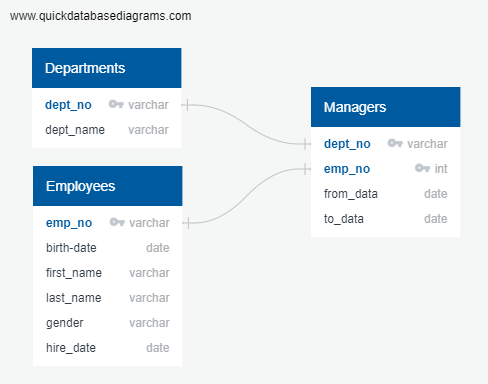 www.quickdatabasediagrams.com
Departments
dept_no varchar
dept_name varchar
Employees
emp_no varchar
birth-date date
first_name varchar
last_name varchar
gender varchar
hire_date date
Managers
dept_no varchar
emp_no int
from_data date
to_data date